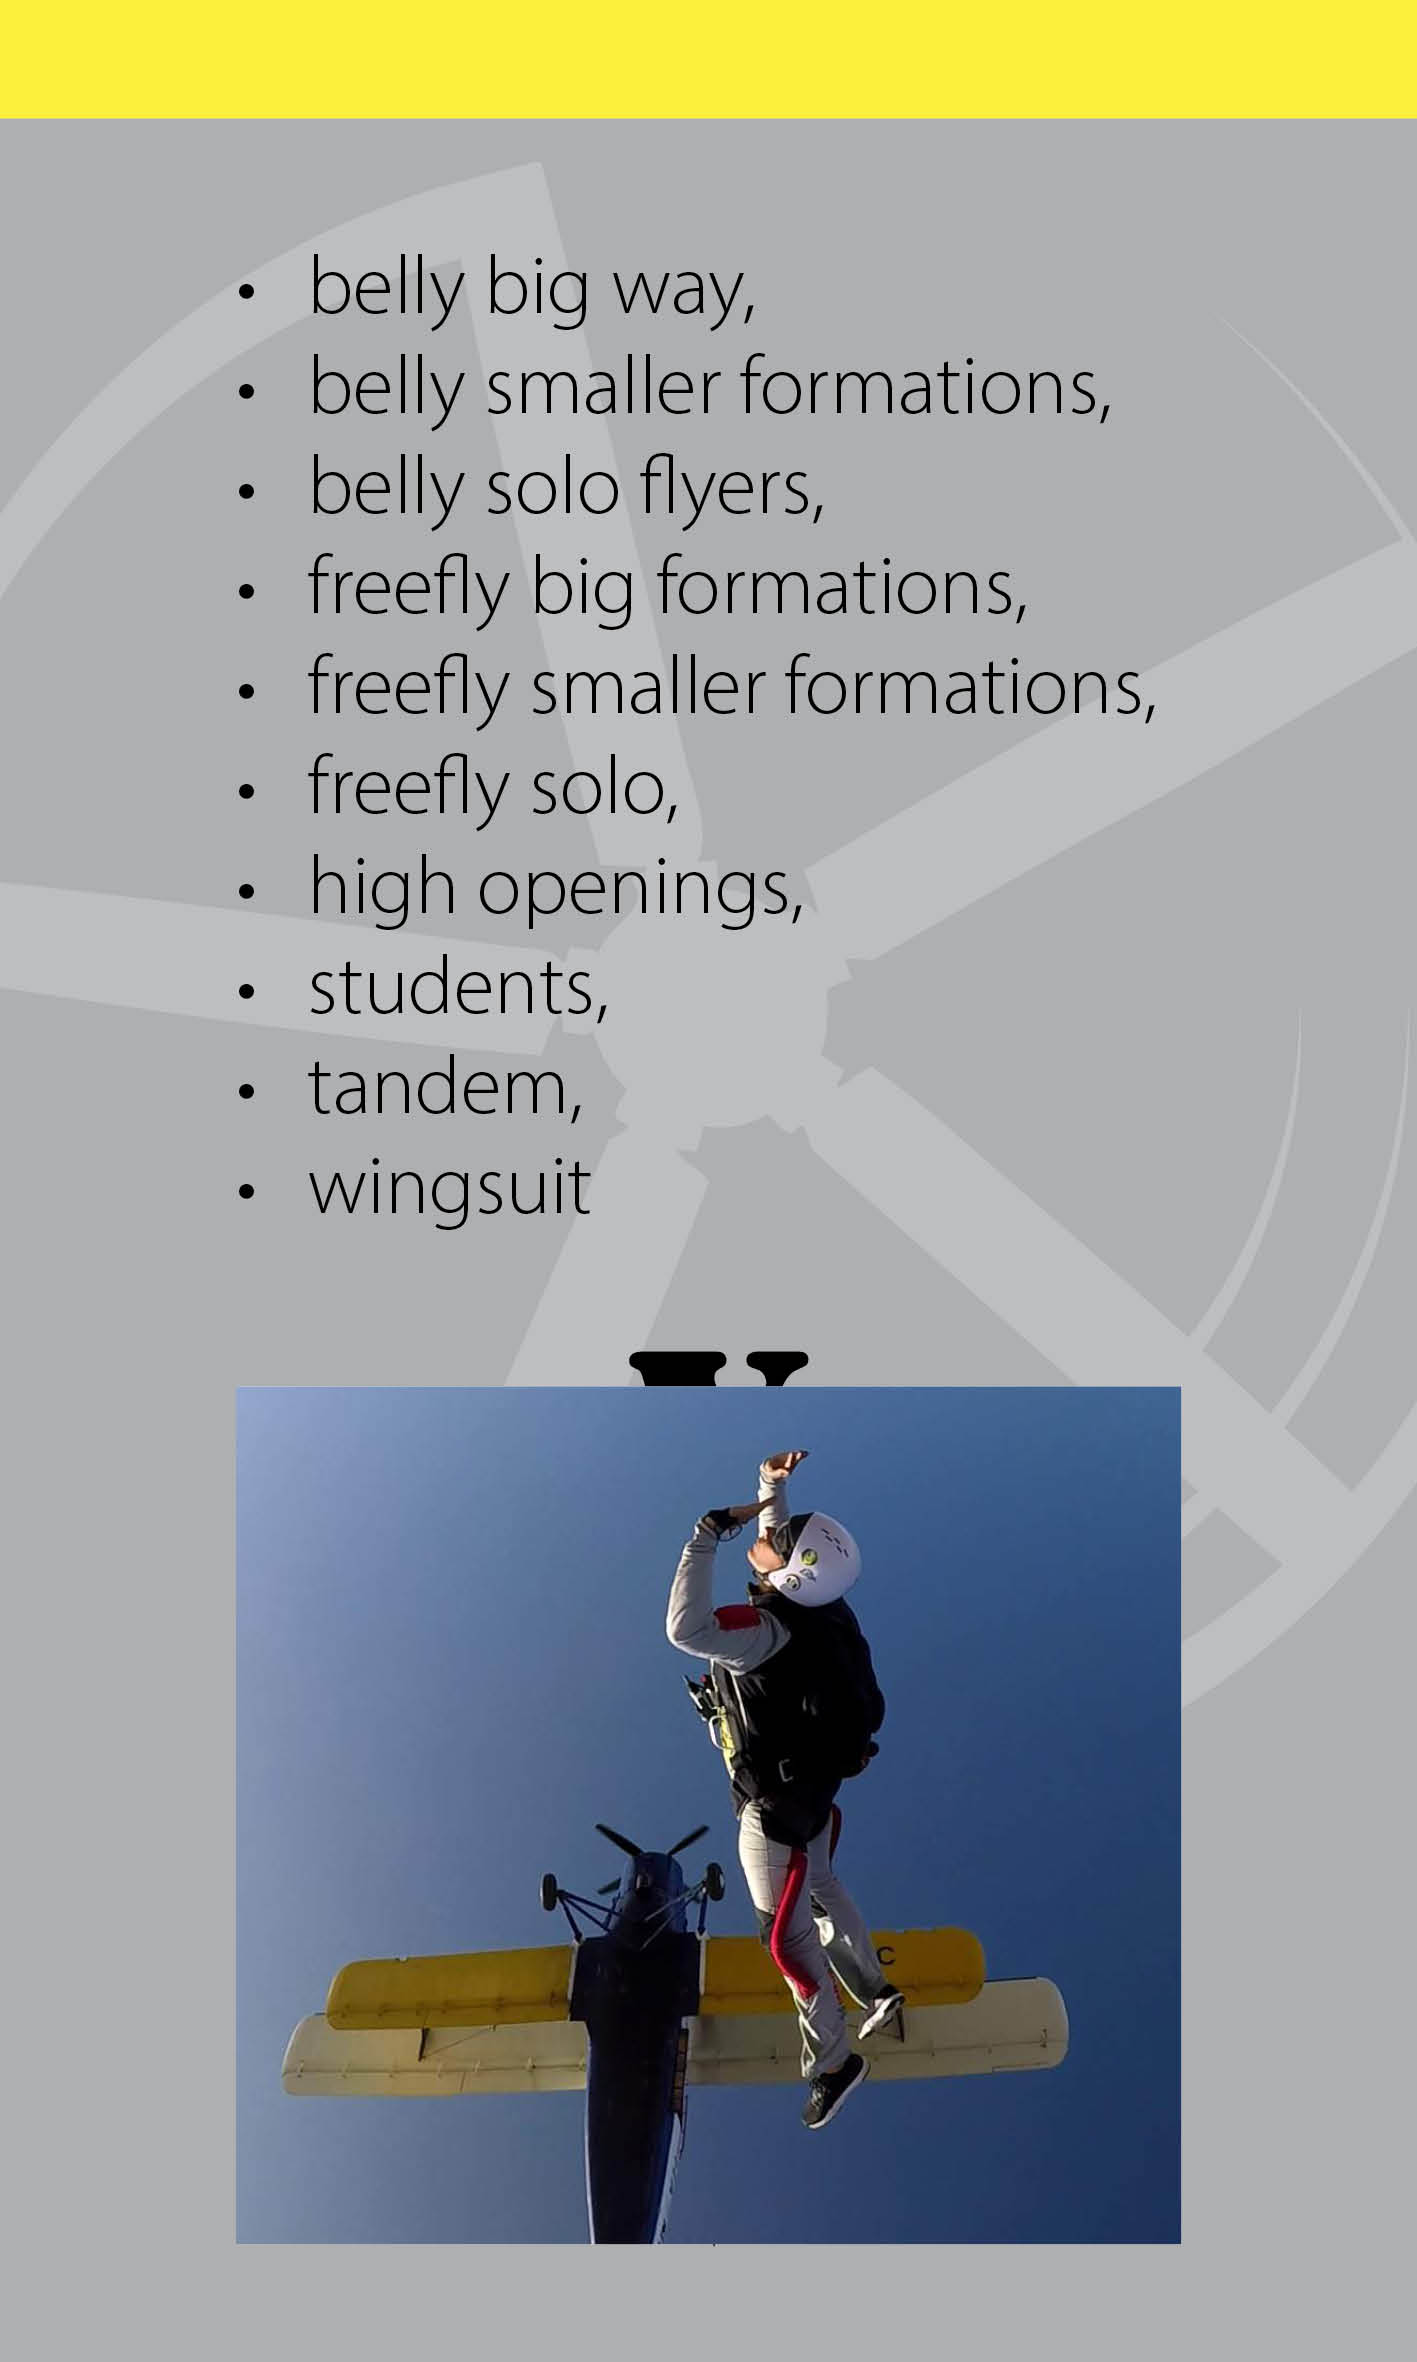 • belly big way,
• belly smaller formations,
• belly solo flyers,
• freefly big formations,
• freefly smaller formations,
• freefly solo,
• high openings,
• students,
• tandem,
• wingsuit
C